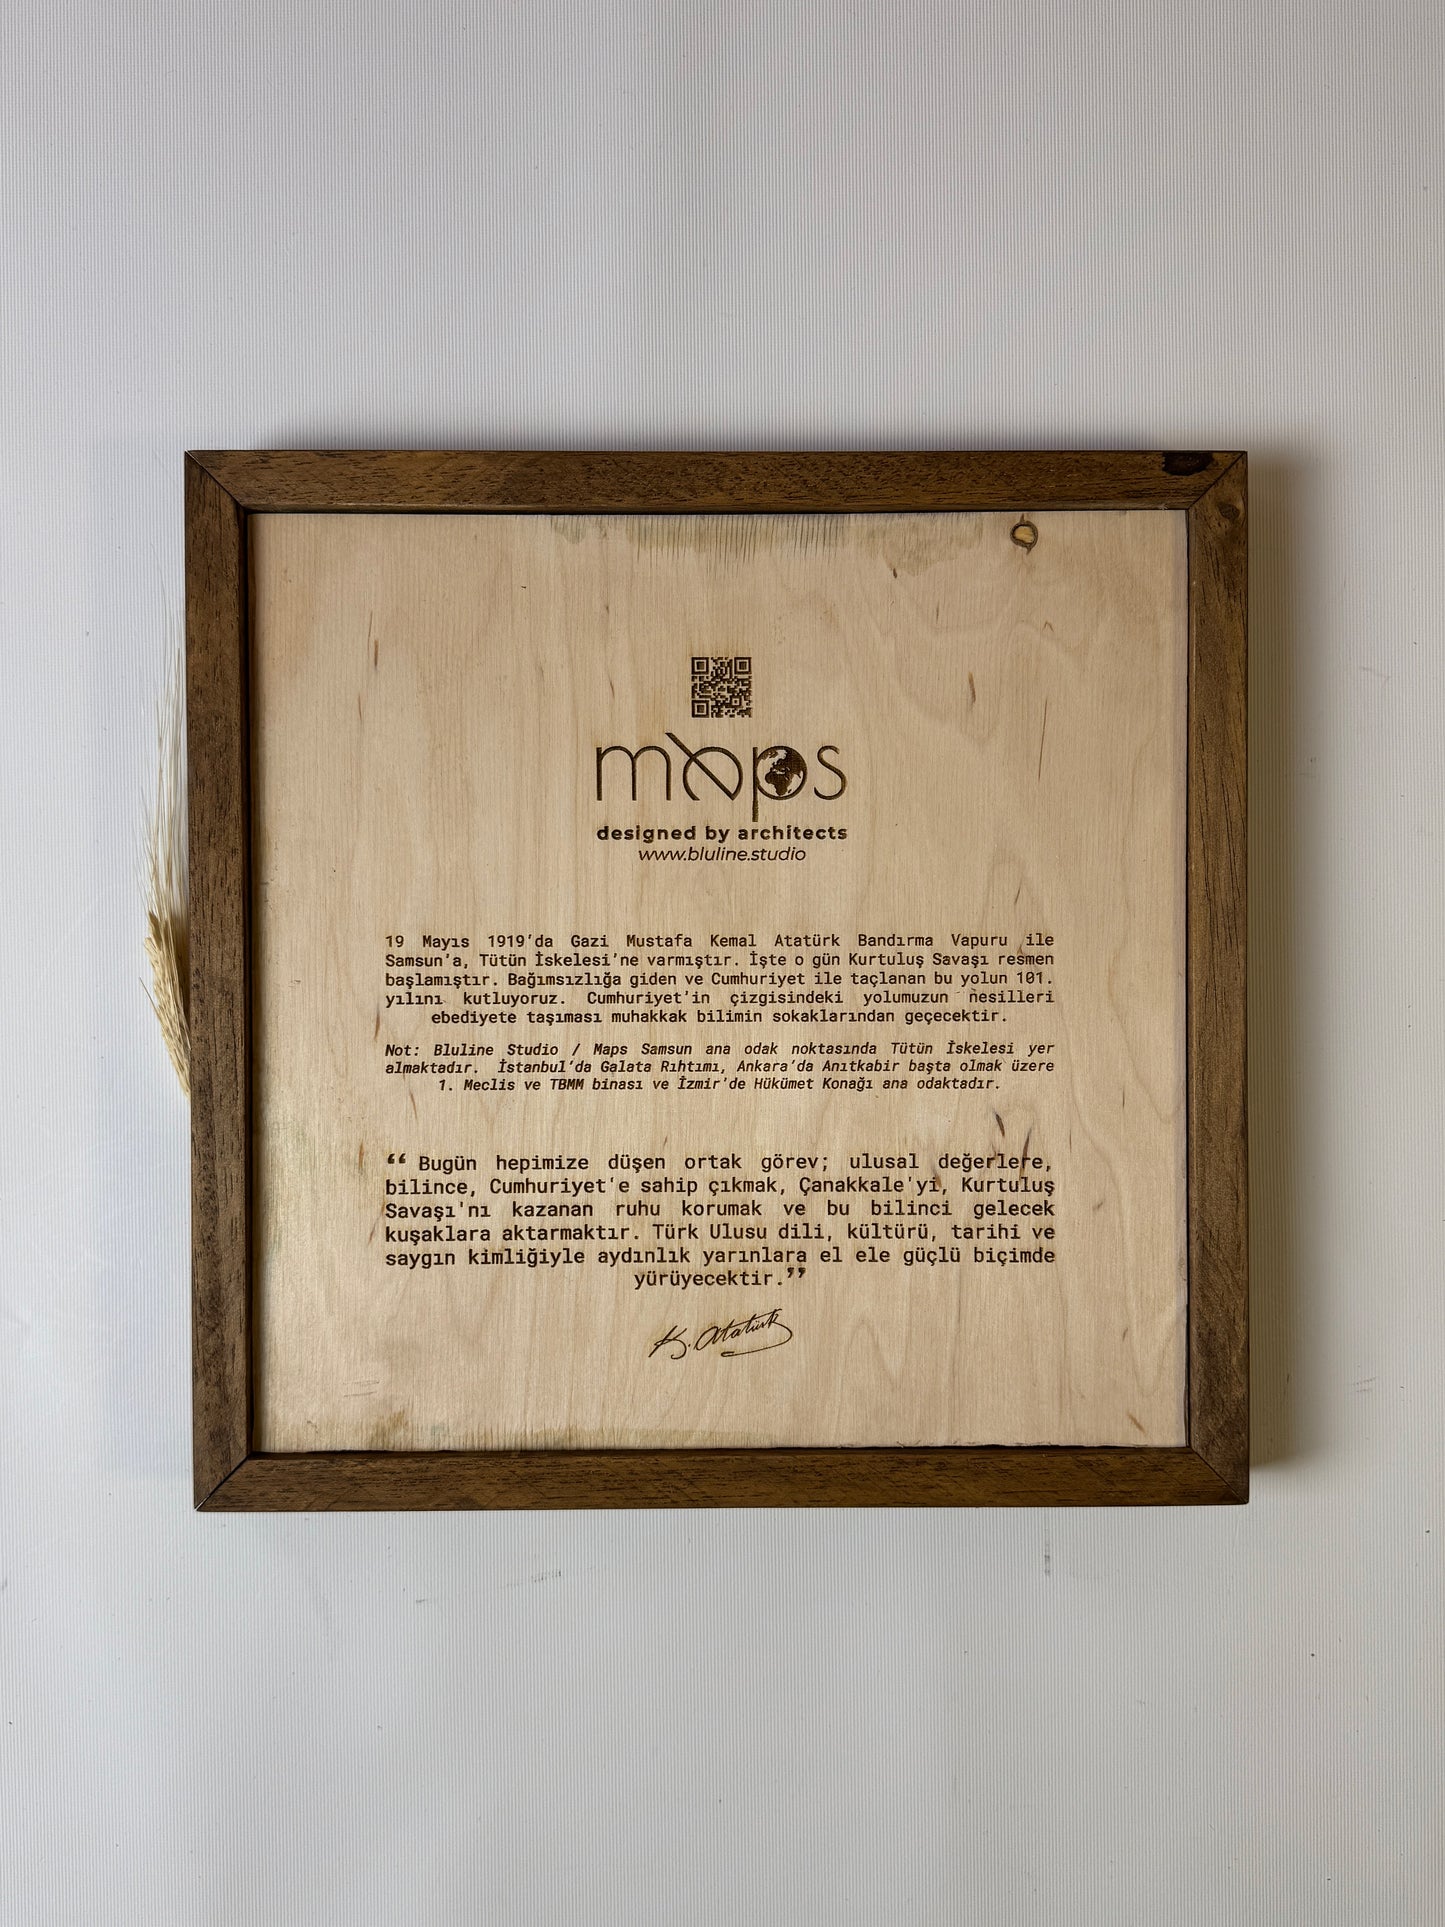 maps
designed by architects
www.bluline.studio
19 Mayıs 1919'da Gazi Mustafa Kemal Atatürk Bandırma Vapuru ile
Samsun'a, Tütün İskelesi'ne varmıştır. İşte o gün Kurtuluş Savaşı resmen
başlamıştır. Bağımsızlığa giden ve Cumhuriyet ile taçlanan bu yolun 101.
yılını kutluyoruz. Cumhuriyet'in çizgisindeki yolumuzun nesilleri
ebediyete taşıması muhakkak bilimin sokaklarından geçecektir.
Not: Bluline Studio / Maps Samsun ana odak noktasında Tütün İskelesi yer
almaktadır. İstanbul'da Galata Rıhtımı, Ankara'da Anıtkabir başta olmak üzere
1. Meclis ve TBMM binası ve İzmir'de Hükümet Konağı ana odaktadır.
“ Bugün hepimize düşen ortak görev; ulusal değerlere,
bilince, Cumhuriyet'e sahip çıkmak, Çanakkale'yi, Kurtuluş
Savaşı'nı kazanan ruhu korumak ve bu bilinci gelecek
kuşaklara aktarmaktır. Türk Ulusu dili, kültürü, tarihi ve
saygın kimliğiyle aydınlık yarınlara el ele güçlü biçimde
yürüyecektir.”
K. Atatürk